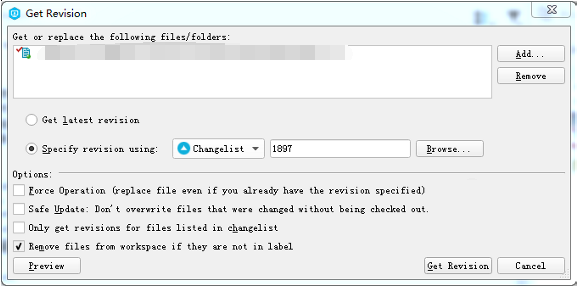 Get Revision
Get or replace the following files/folders:
Add...
Remove
Get latest revision
Specify revision using: Changelist 1897 Browse...
Options:
Force Operation (replace file even if you already have the revision specified)
Safe Update: Don't overwrite files that were changed without being checked out.
Only get revisions for files listed in changelist
Remove files from workspace if they are not in label
Preview Get Revision Cancel